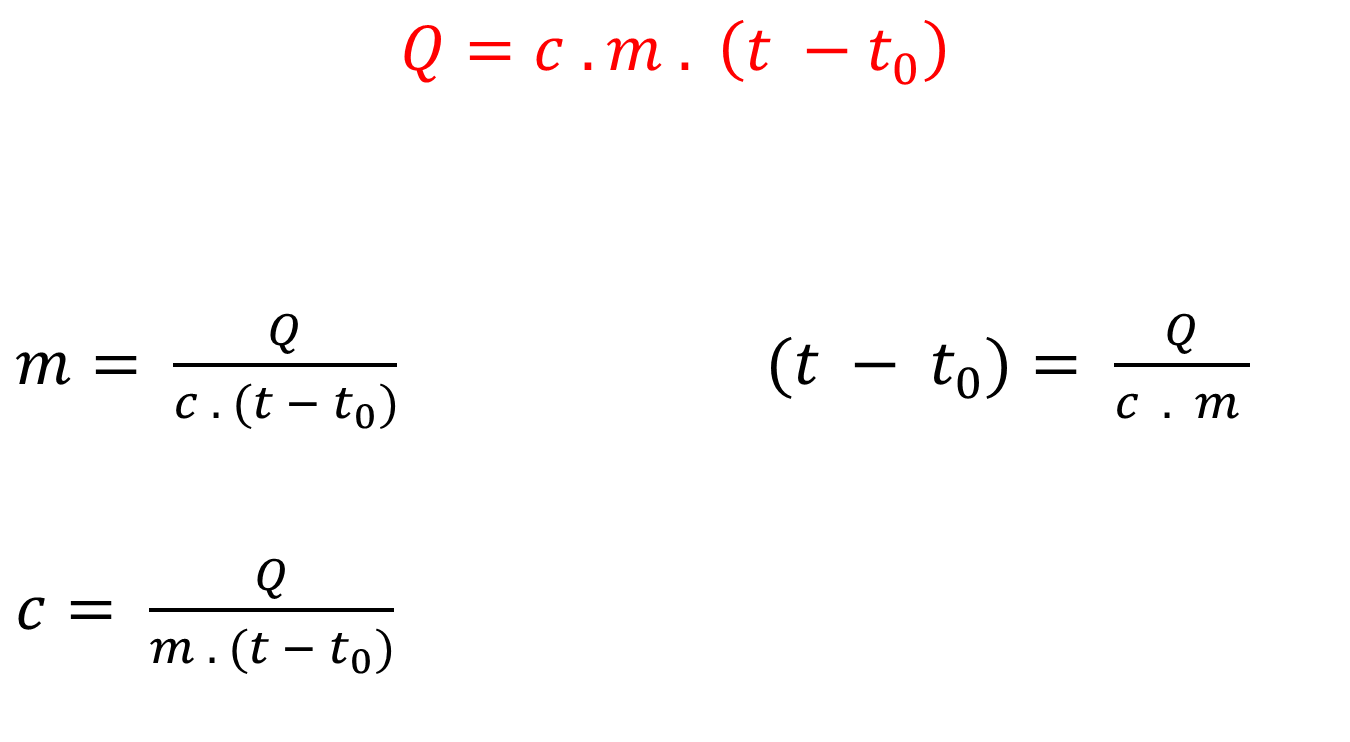 Q = c . m . (t − t₀)
m = Q / c . (t − t₀)
(t − t₀) = Q / c . m
c = Q / m . (t − t₀)